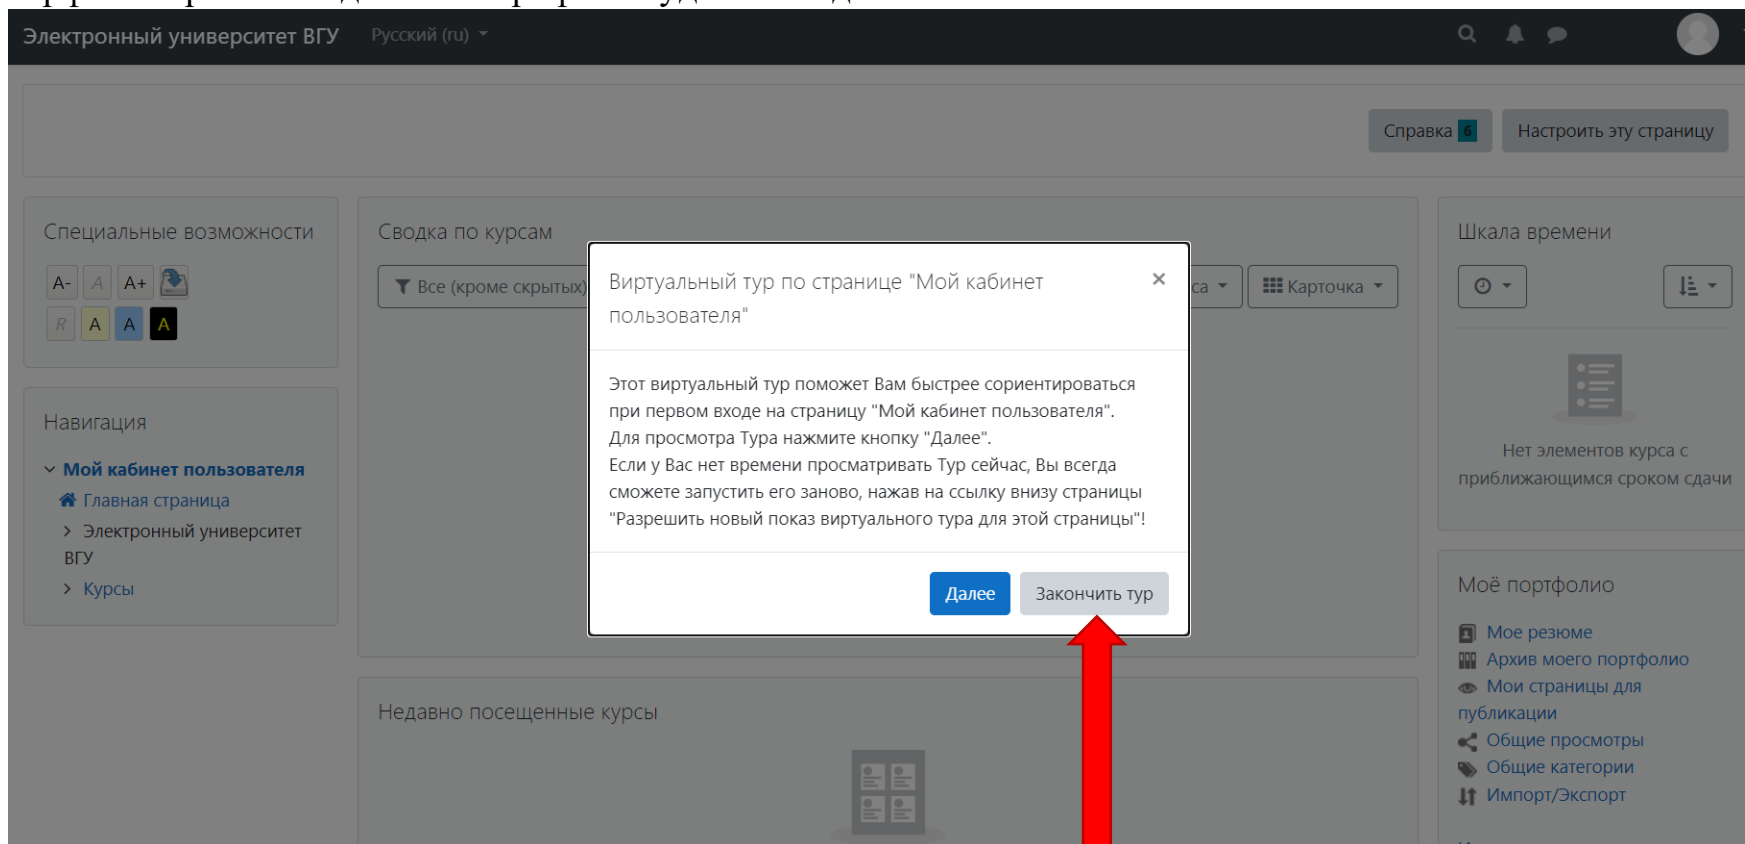 Электронный университет ВГУ Русский (ru)
Справка 6 Настроить эту страницу
Специальные возможности
A- A A+
R A A A
Навигация
Мой кабинет пользователя
Главная страница
Электронный университет
ВГУ
Курсы
Сводка по курсам
Все (кроме скрытых)
са Карточка
Виртуальный тур по странице "Мой кабинет
пользователя"
×
Этот виртуальный тур поможет Вам быстрее сориентироваться
при первом входе на страницу "Мой кабинет пользователя".
Для просмотра Тура нажмите кнопку "Далее".
Если у Вас нет времени просматривать Тур сейчас, Вы всегда
сможете запустить его заново, нажав на ссылку внизу страницы
"Разрешить новый показ виртуального тура для этой страницы"!
Далее Закончить тур
Недавно посещенные курсы
Шкала времени
Нет элементов курса с
приближающимся сроком сдачи
Моё портфолио
Мое резюме
Архив моего портфолио
Мои страницы для
публикации
Общие просмотры
Общие категории
Импорт/Экспорт